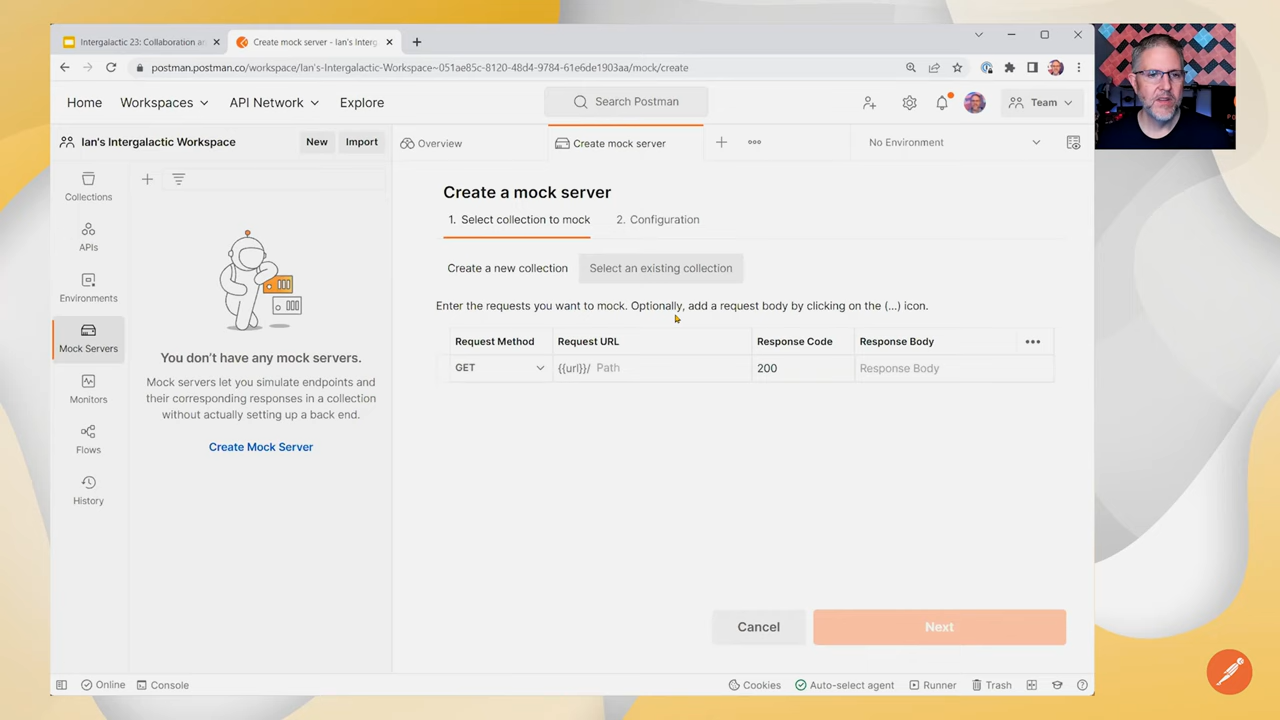 Intergalactic 23: Collaboration a
Create mock server - Ian's Interg
postman.postman.co/workspace/Ian's-Intergalactic-Workspace~051ae85c-8120-48d4-9784-61e6de1903aa/mock/create
Home
Workspaces
API Network
Explore
Search Postman
Team
Ian's Intergalactic Workspace
New
Import
Overview
Create mock server
No Environment
Collections
APIs
Environments
Mock Servers
Monitors
Flows
History
You don't have any mock servers.
Mock servers let you simulate endpoints and
their corresponding responses in a collection
without actually setting up a back end.
Create Mock Server
Create a mock server
1. Select collection to mock
2. Configuration
Create a new collection
Select an existing collection
Enter the requests you want to mock. Optionally, add a request body by clicking on the (...) icon.
Request Method
Request URL
Response Code
Response Body
GET
{{url}}/ Path
200
Response Body
Cancel
Next
Online
Console
Cookies
Auto-select agent
Runner
Trash